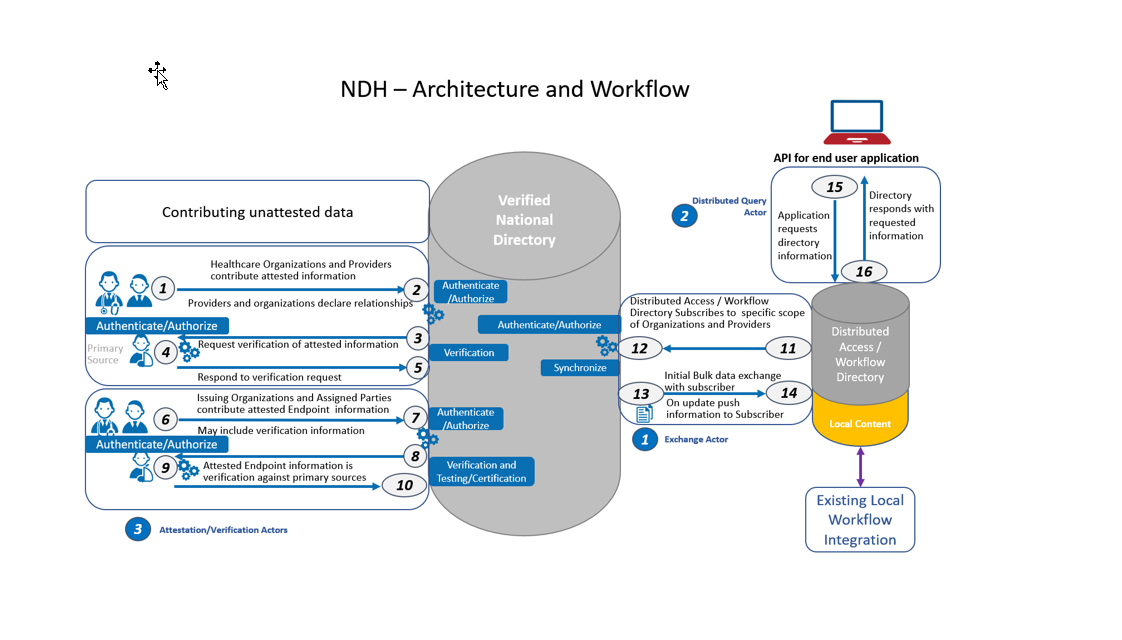 NDH – Architecture and Workflow
Contributing unattested data
Verified
National
Directory
Healthcare Organizations and Providers
contribute attested information
1
2
Providers and organizations declare relationships
Authenticate
/Authorize
Authenticate/Authorize
3
Primary
Source
4
Request verification of attested information
5
Verification
Respond to verification request
Issuing Organizations and Assigned Parties
contribute attested Endpoint  information
6
7
Authenticate
/Authorize
May include verification information
Authenticate/Authorize
8
9
Attested Endpoint information is
verification against primary sources
10
Verification and
Testing/Certification
3
Attestation/Verification Actors
Authenticate/Authorize
Synchronize
Distributed Access / Workflow
Directory Subscribes to  specific scope
of Organizations and Providers
12
11
Initial Bulk data exchange
with subscriber
13
14
On update push
information to Subscriber
1
Exchange Actor
API for end user application
2
Distributed Query
Actor
15
Application
requests
directory
information
Directory
responds with
requested
information
16
Distributed
Access /
Workflow
Directory
Local Content
Existing Local
Workflow
Integration